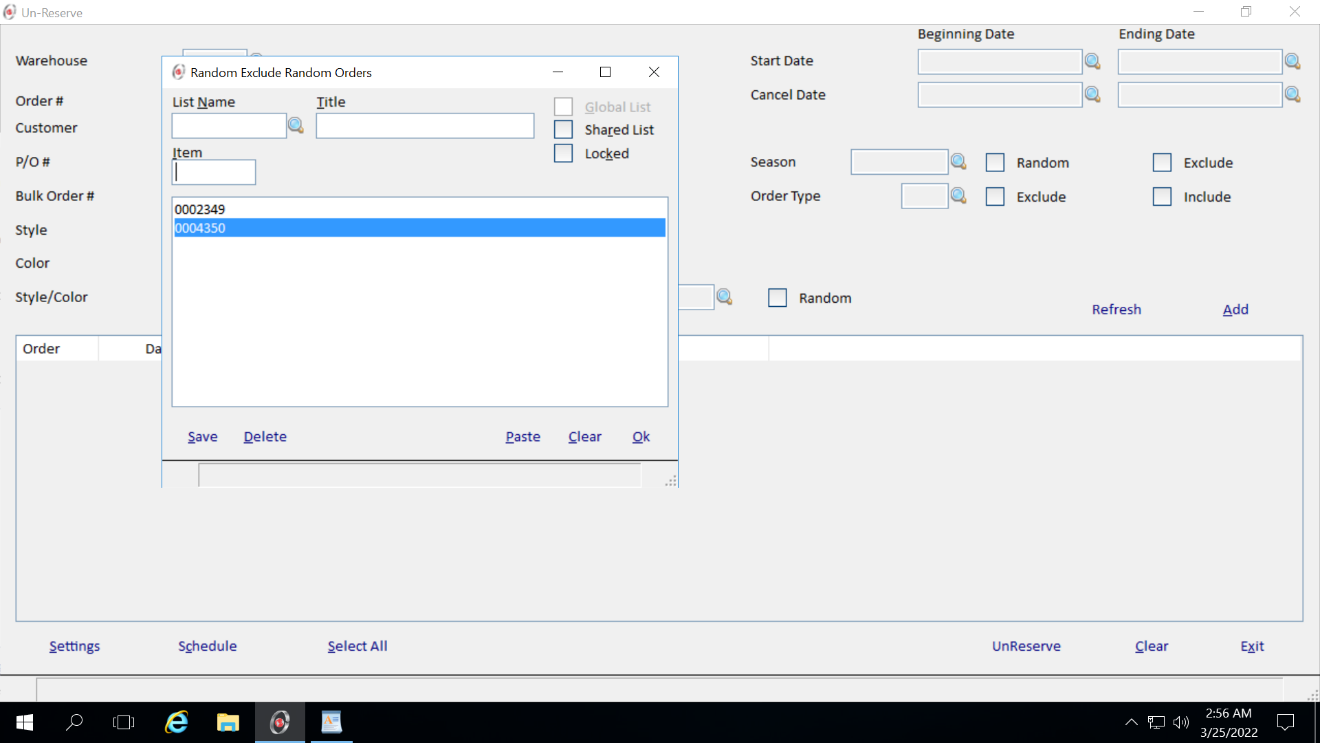 Un-Reserve
Beginning Date Ending Date
Warehouse
Start Date
Cancel Date
Order #
Customer
P/O #
Bulk Order #
Style
Color
Style/Color
Random Exclude Random Orders
List Name Title
Global List
Shared List
Locked
Item
0002349
0004350
Save Delete Paste Clear Ok
Season Random Exclude
Order Type Exclude Include
Random
Refresh Add
Order Da
Settings Schedule Select All UnReserve Clear Exit
2:56 AM
3/25/2022